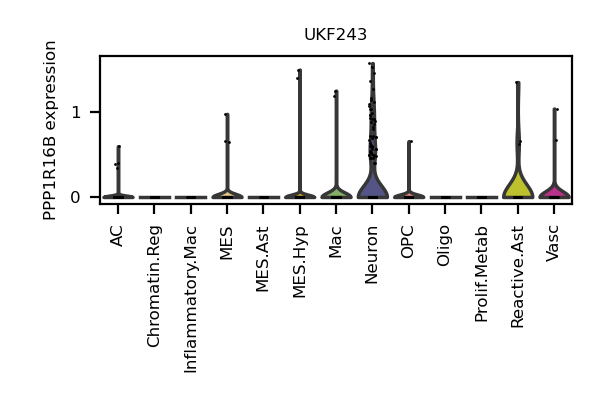 UKF243
PPP1R16B expression
1
0
AC
Chromatin.Reg
Inflammatory.Mac
MES
MES.Ast
MES.Hyp
Mac
Neuron
OPC
Oligo
Prolif.Metab
Reactive.Ast
Vasc